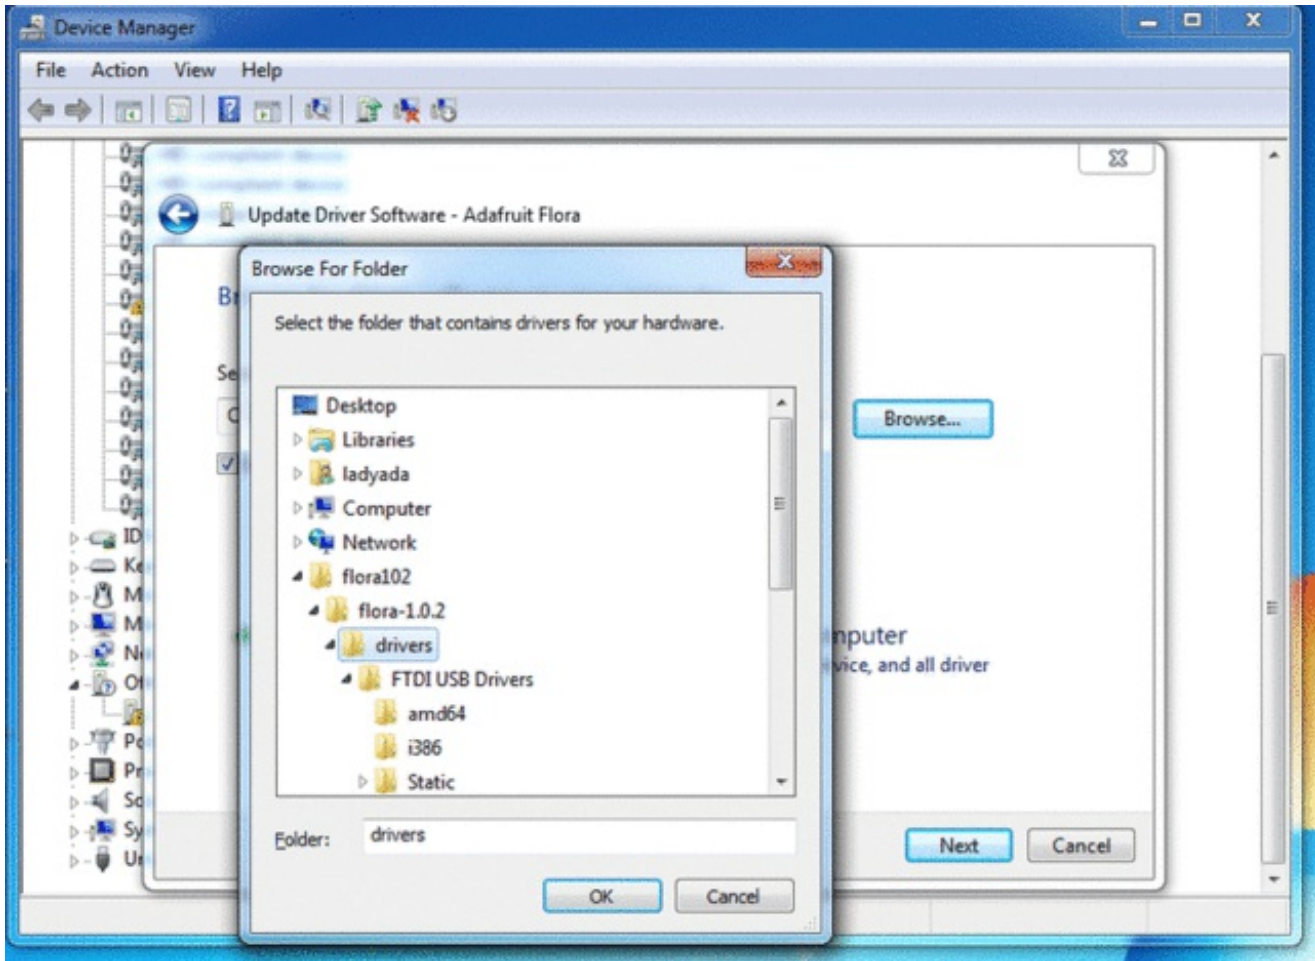 Device Manager
File Action View Help
Update Driver Software - Adafruit Flora
Browse For Folder
Select the folder that contains drivers for your hardware.
Desktop
Libraries
ladyada
Computer
Network
flora102
flora-1.0.2
drivers
FTDI USB Drivers
amd64
i386
Static
Folder: drivers
OK Cancel
Browse...
vice, and all driver
Next Cancel